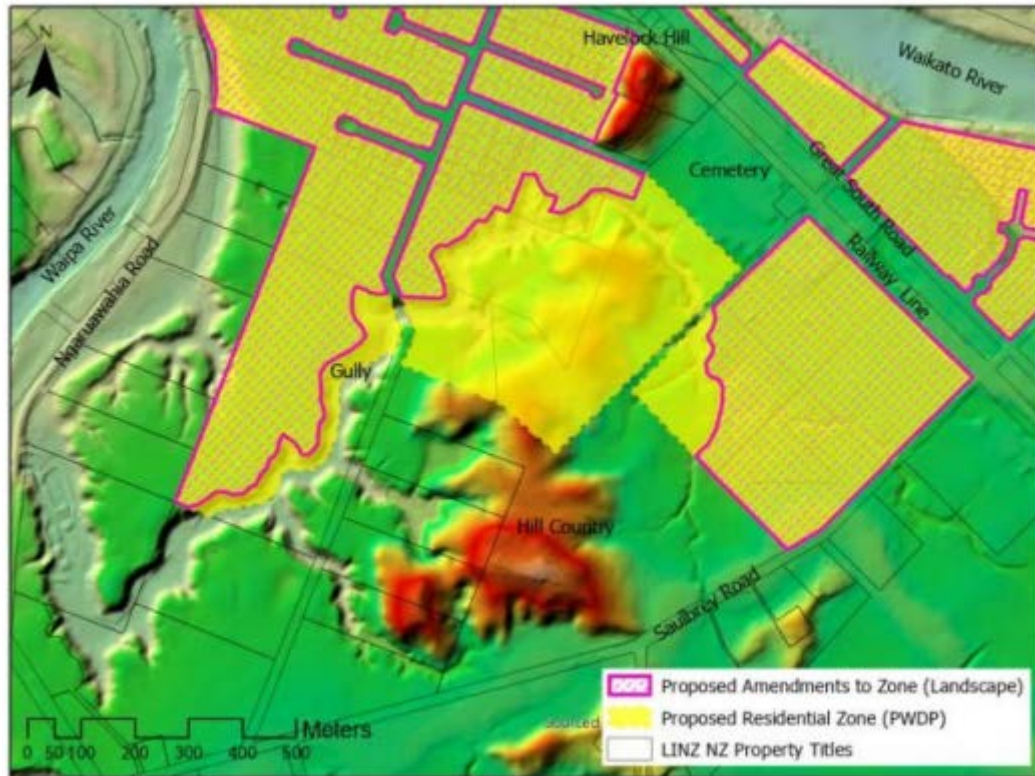 N
Havelock Hill
Waikato River
Cemetery
Great South Road
Railway Line
Waipa River
Ngaruawahia Road
Gully
Hill Country
Saulbrey Road
Sourced
Meters
0 50 100 200 300 400 500
Proposed Amendments to Zone (Landscape)
Proposed Residential Zone (PWDP)
LINZ NZ Property Titles